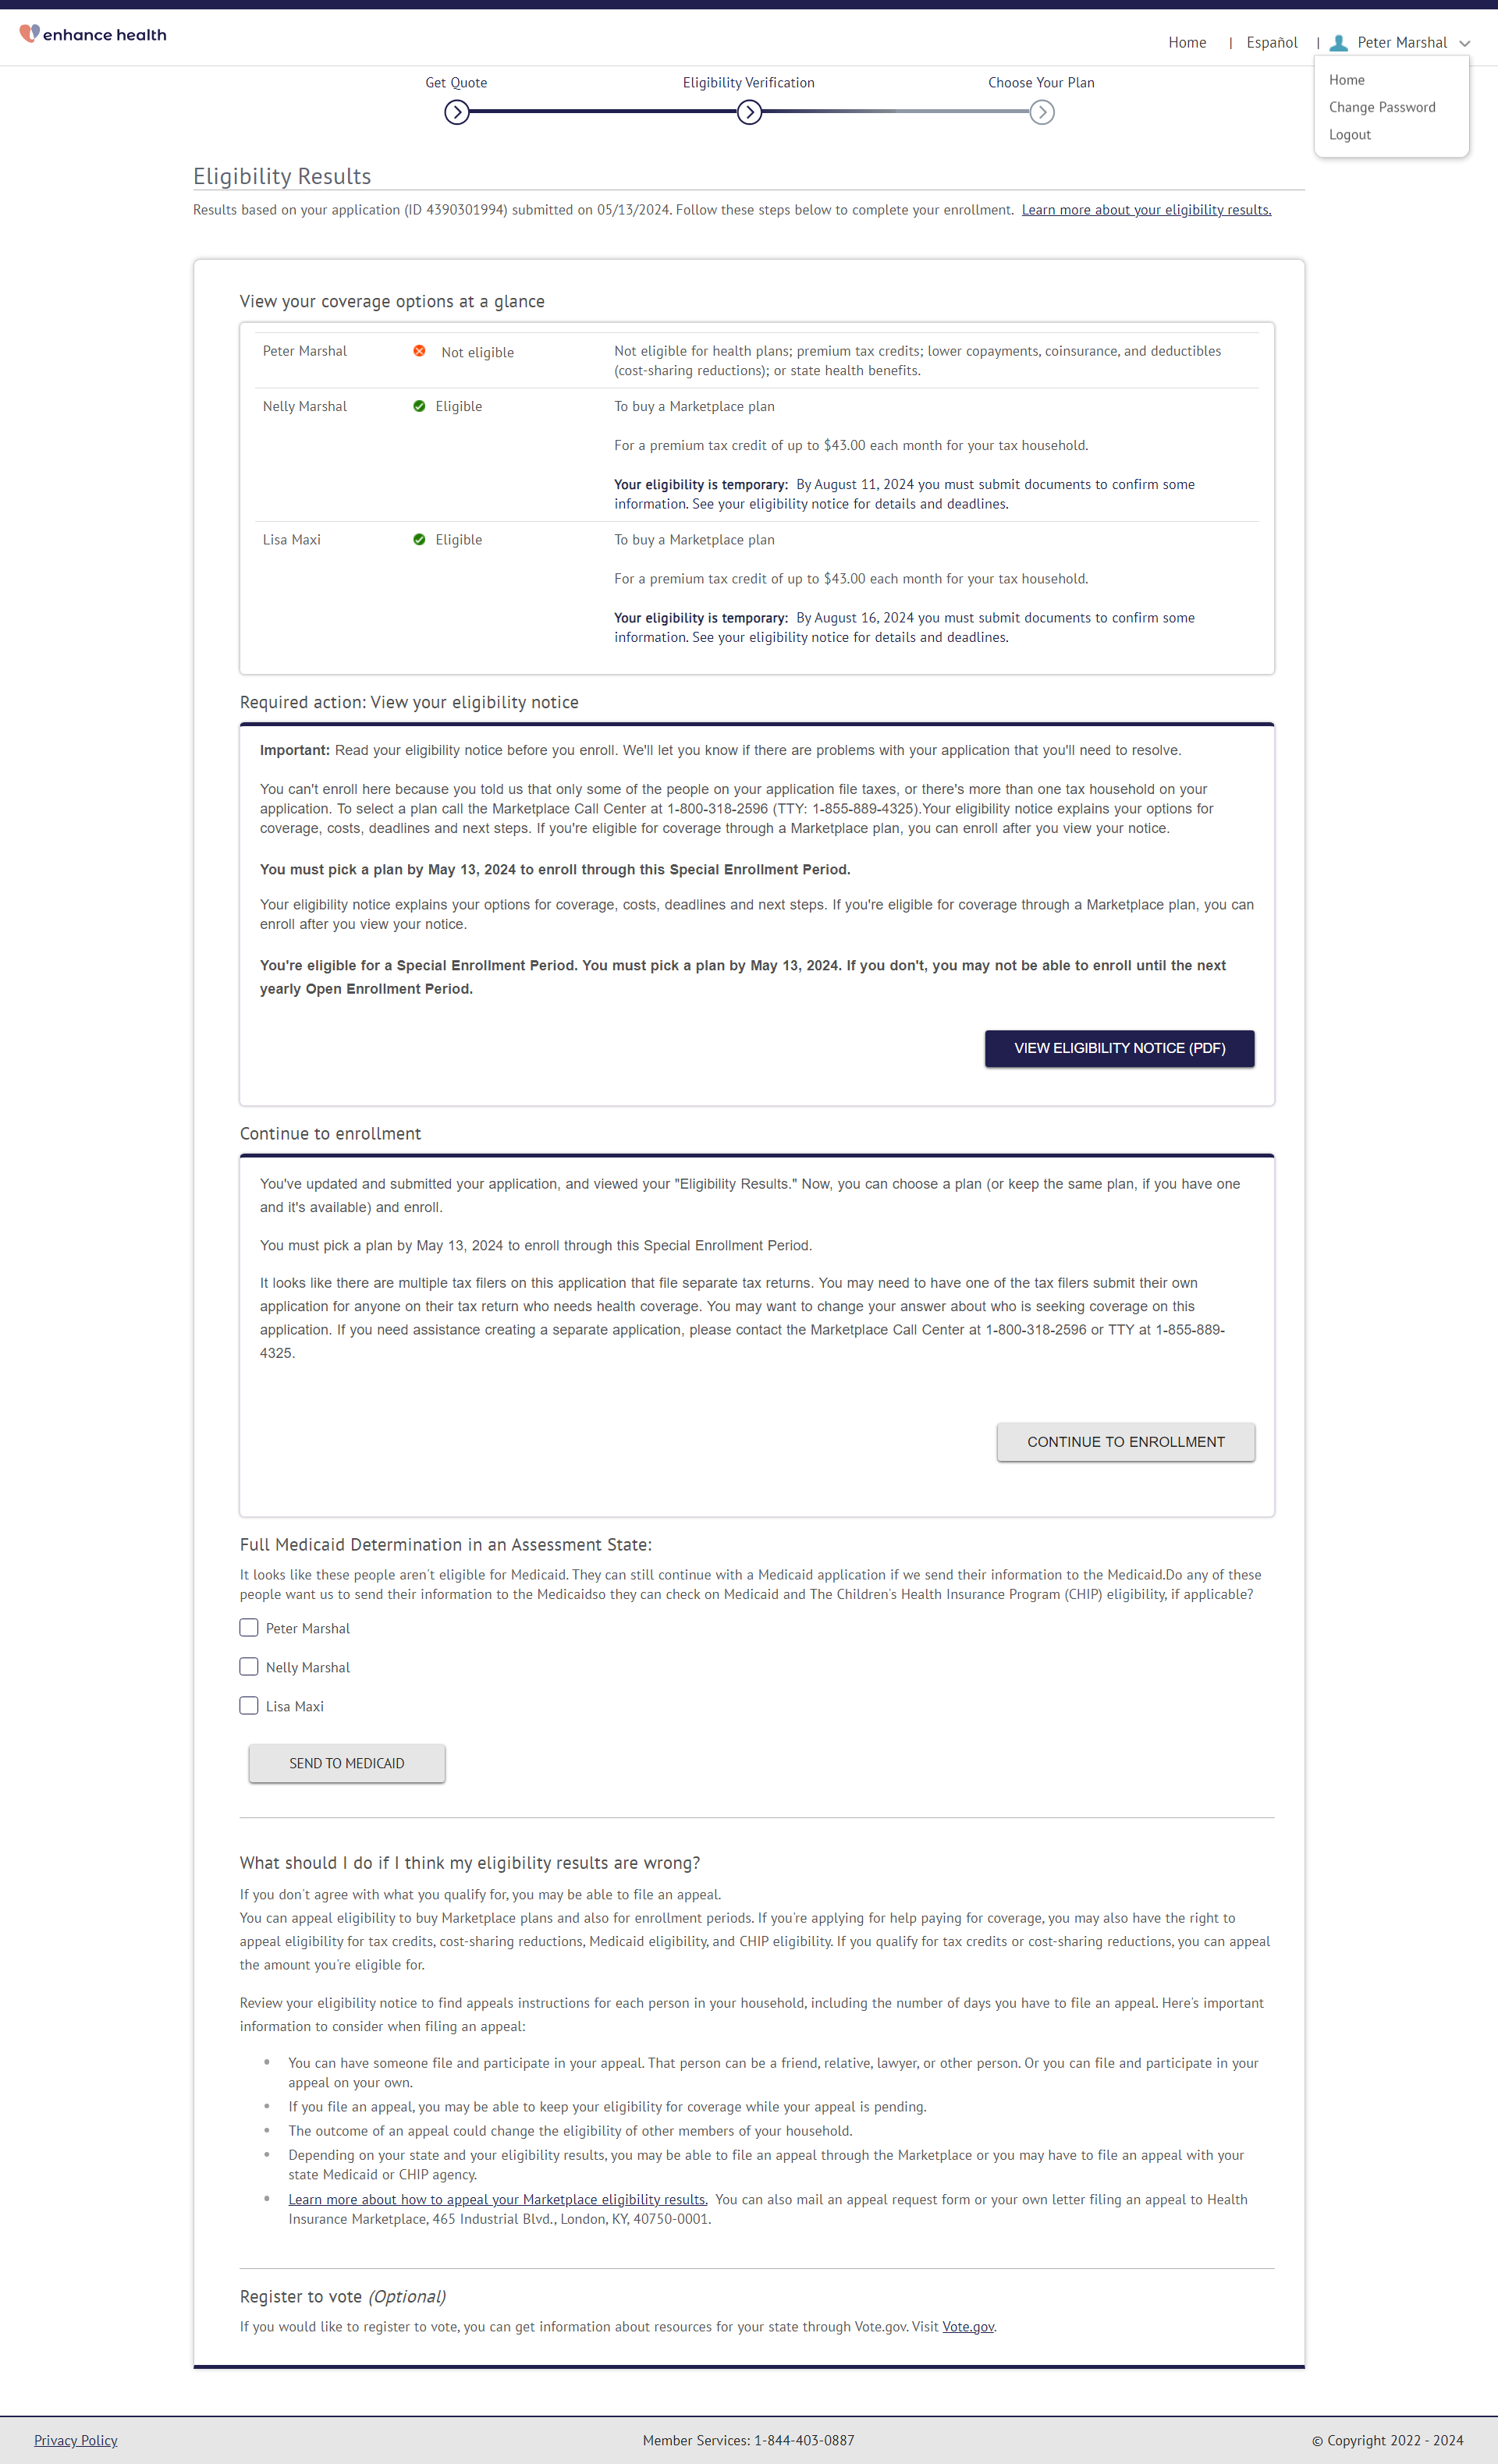 enhance health
Home | Español | Peter Marshal
Home
Change Password
Logout
Get Quote Eligibility Verification Choose Your Plan
Eligibility Results
Results based on your application (ID 4390301994) submitted on 05/13/2024. Follow these steps below to complete your enrollment. Learn more about your eligibility results.
View your coverage options at a glance
Peter Marshal Not eligible Not eligible for health plans; premium tax credits; lower copayments, coinsurance, and deductibles
(cost-sharing reductions); or state health benefits.
Nelly Marshal Eligible To buy a Marketplace plan
For a premium tax credit of up to $43.00 each month for your tax household.
Your eligibility is temporary: By August 11, 2024 you must submit documents to confirm some
information. See your eligibility notice for details and deadlines.
Lisa Maxi Eligible To buy a Marketplace plan
For a premium tax credit of up to $43.00 each month for your tax household.
Your eligibility is temporary: By August 16, 2024 you must submit documents to confirm some
information. See your eligibility notice for details and deadlines.
Required action: View your eligibility notice
Important: Read your eligibility notice before you enroll. We'll let you know if there are problems with your application that you'll need to resolve.
You can't enroll here because you told us that only some of the people on your application file taxes, or there's more than one tax household on your
application. To select a plan call the Marketplace Call Center at 1-800-318-2596 (TTY: 1-855-889-4325).Your eligibility notice explains your options for
coverage, costs, deadlines and next steps. If you're eligible for coverage through a Marketplace plan, you can enroll after you view your notice.
You must pick a plan by May 13, 2024 to enroll through this Special Enrollment Period.
Your eligibility notice explains your options for coverage, costs, deadlines and next steps. If you're eligible for coverage through a Marketplace plan, you can
enroll after you view your notice.
You're eligible for a Special Enrollment Period. You must pick a plan by May 13, 2024. If you don't, you may not be able to enroll until the next
yearly Open Enrollment Period.
VIEW ELIGIBILITY NOTICE (PDF)
Continue to enrollment
You've updated and submitted your application, and viewed your "Eligibility Results." Now, you can choose a plan (or keep the same plan, if you have one
and it's available) and enroll.
You must pick a plan by May 13, 2024 to enroll through this Special Enrollment Period.
It looks like there are multiple tax filers on this application that file separate tax returns. You may need to have one of the tax filers submit their own
application for anyone on their tax return who needs health coverage. You may want to change your answer about who is seeking coverage on this
application. If you need assistance creating a separate application, please contact the Marketplace Call Center at 1-800-318-2596 or TTY at 1-855-889-
4325.
CONTINUE TO ENROLLMENT
Full Medicaid Determination in an Assessment State:
It looks like these people aren't eligible for Medicaid. They can still continue with a Medicaid application if we send their information to the Medicaid.Do any of these
people want us to send their information to the Medicaidso they can check on Medicaid and The Children's Health Insurance Program (CHIP) eligibility, if applicable?
Peter Marshal
Nelly Marshal
Lisa Maxi
SEND TO MEDICAID
What should I do if I think my eligibility results are wrong?
If you don't agree with what you qualify for, you may be able to file an appeal.
You can appeal eligibility to buy Marketplace plans and also for enrollment periods. If you're applying for help paying for coverage, you may also have the right to
appeal eligibility for tax credits, cost-sharing reductions, Medicaid eligibility, and CHIP eligibility. If you qualify for tax credits or cost-sharing reductions, you can appeal
the amount you're eligible for.
Review your eligibility notice to find appeals instructions for each person in your household, including the number of days you have to file an appeal. Here's important
information to consider when filing an appeal:
• You can have someone file and participate in your appeal. That person can be a friend, relative, lawyer, or other person. Or you can file and participate in your
appeal on your own.
• If you file an appeal, you may be able to keep your eligibility for coverage while your appeal is pending.
• The outcome of an appeal could change the eligibility of other members of your household.
• Depending on your state and your eligibility results, you may be able to file an appeal through the Marketplace or you may have to file an appeal with your
state Medicaid or CHIP agency.
• Learn more about how to appeal your Marketplace eligibility results. You can also mail an appeal request form or your own letter filing an appeal to Health
Insurance Marketplace, 465 Industrial Blvd., London, KY, 40750-0001.
Register to vote (Optional)
If you would like to register to vote, you can get information about resources for your state through Vote.gov. Visit Vote.gov.
Privacy Policy Member Services: 1-844-403-0887 © Copyright 2022 - 2024